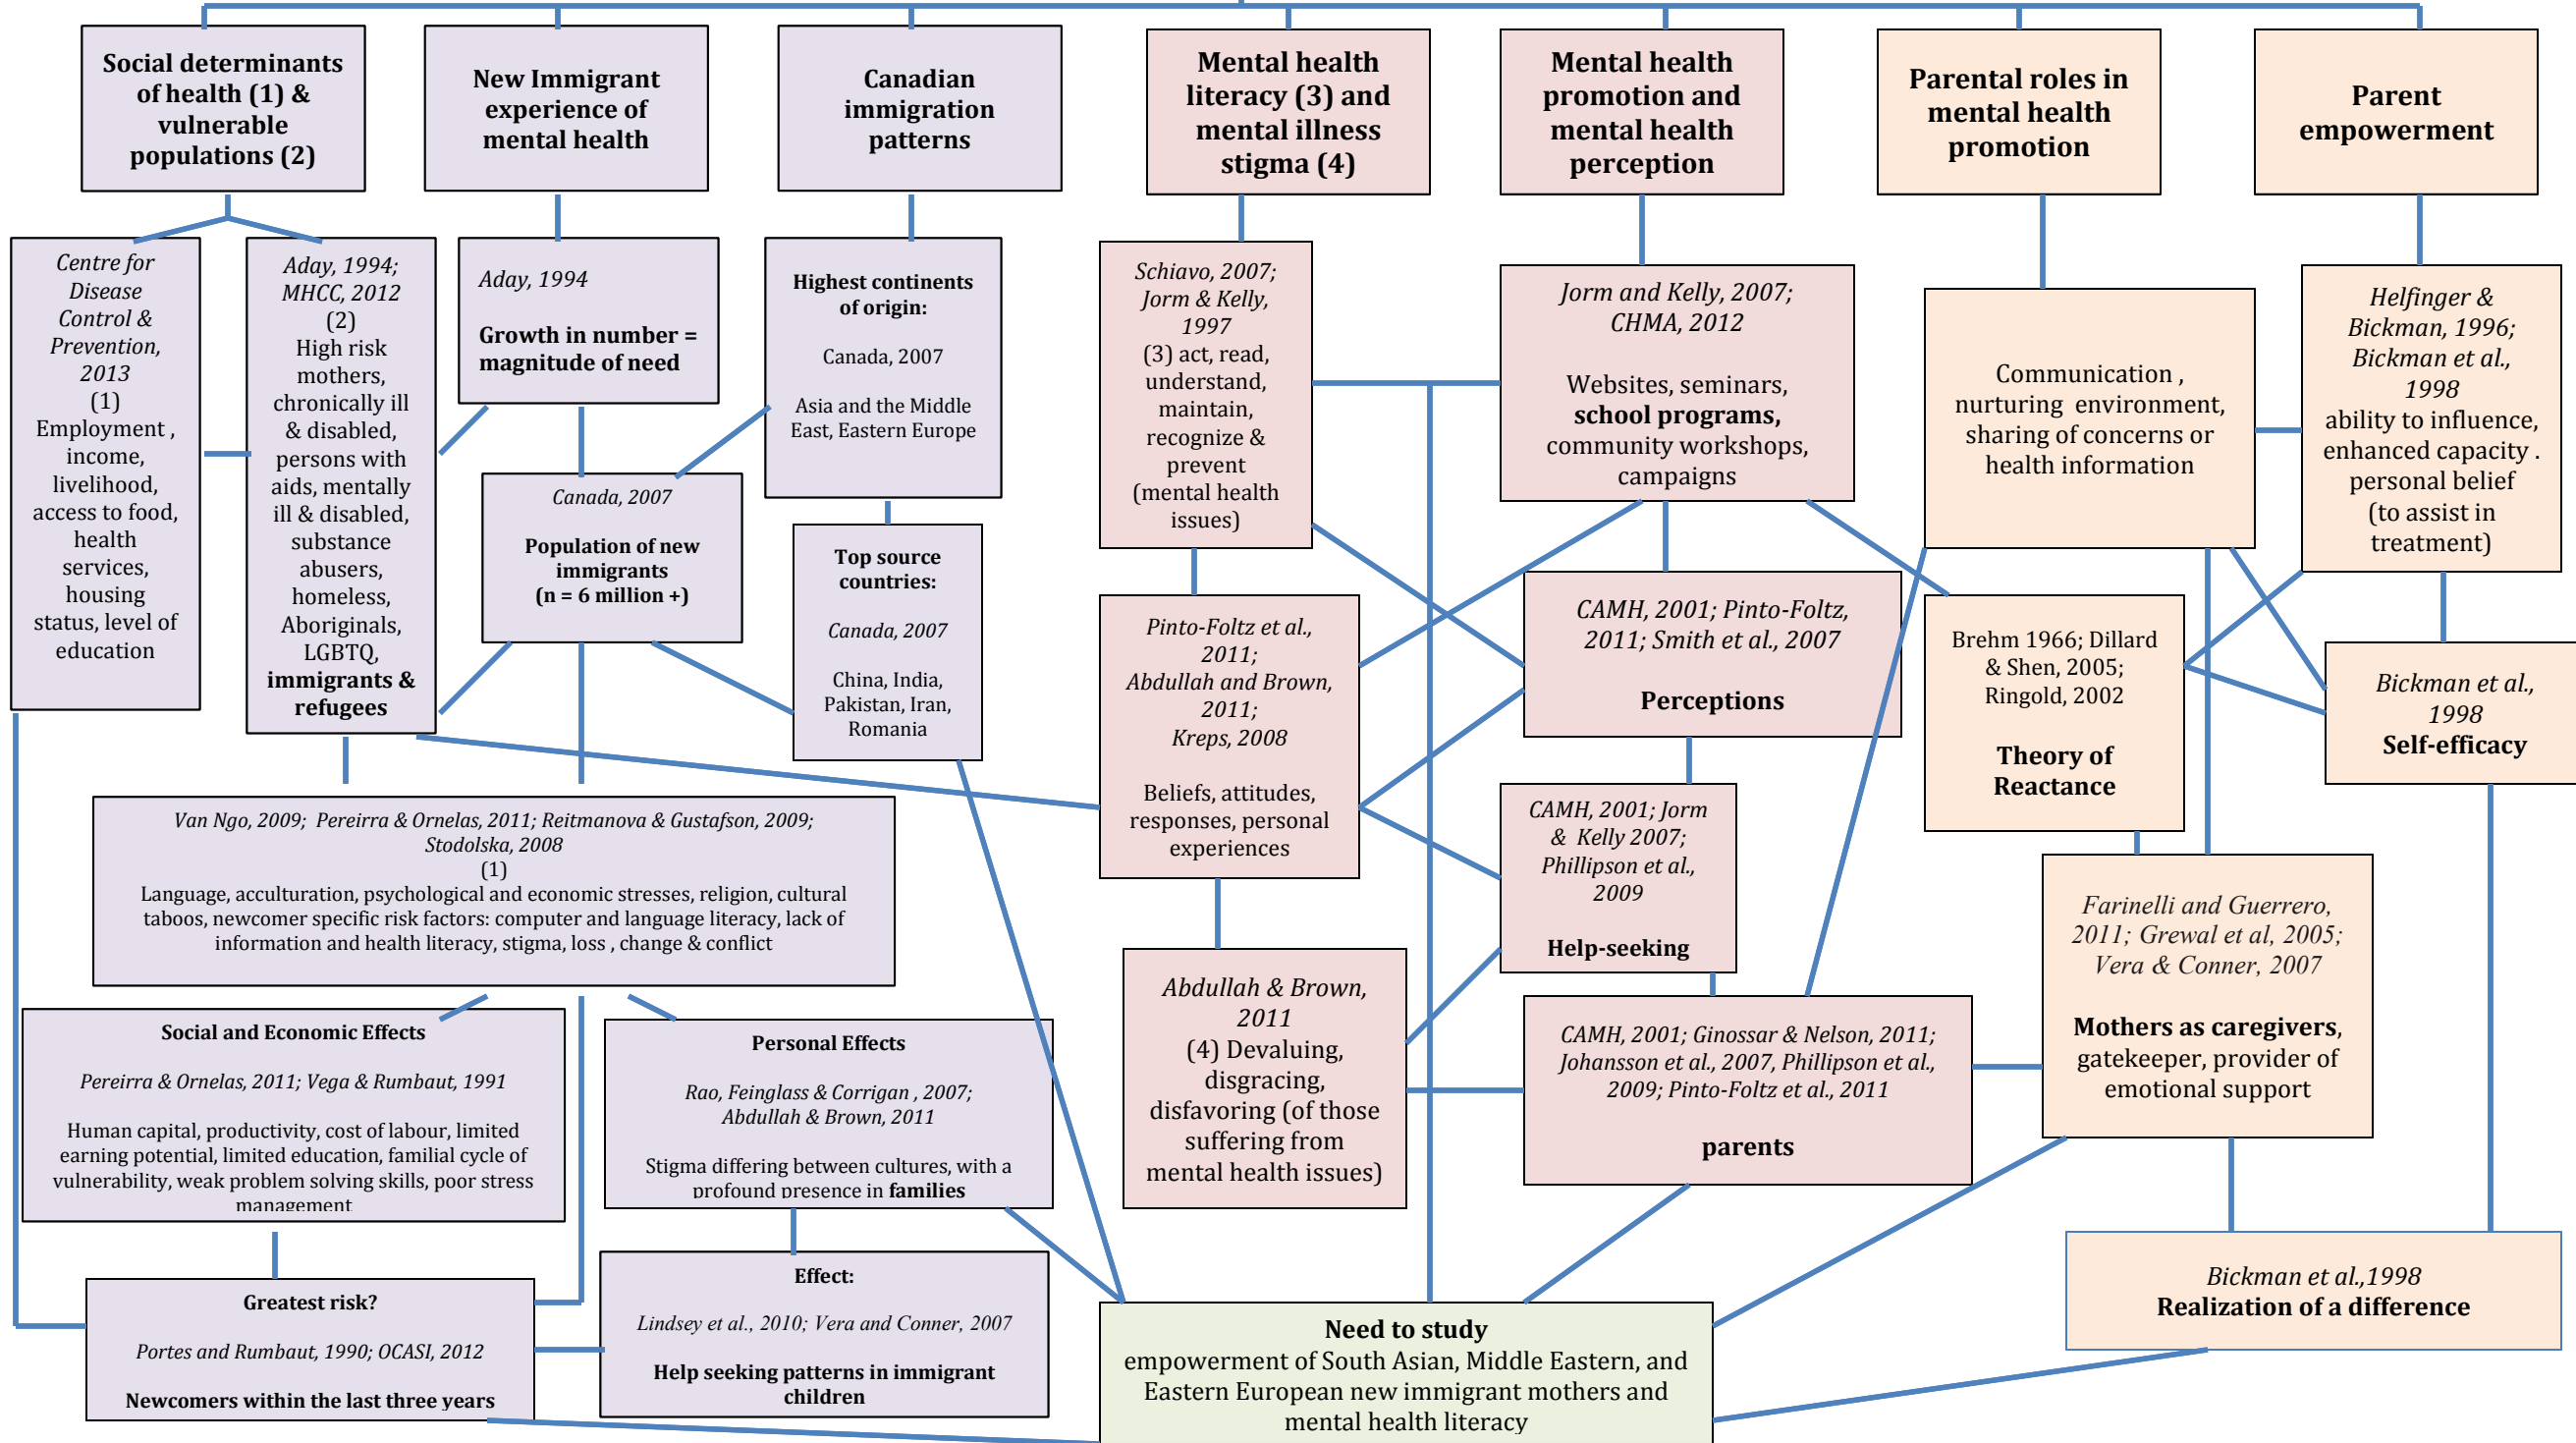 Social determinants
of health (1) &
vulnerable
populations (2)
New Immigrant
experience of
mental health
Canadian
immigration
patterns
Mental health
literacy (3) and
mental illness
stigma (4)
Mental health
promotion and
mental health
perception
Parental roles in
mental health
promotion
Parent
empowerment
Centre for
Disease
Control &
Prevention,
2013
(1)
Employment ,
income,
livelihood,
access to food,
health
services,
housing
status, level of
education
Aday, 1994;
MHCC, 2012
(2)
High risk
mothers,
chronically ill
& disabled,
persons with
aids, mentally
ill & disabled,
substance
abusers,
homeless,
Aboriginals,
LGBTQ,
immigrants &
refugees
Aday, 1994
Growth in number =
magnitude of need
Canada, 2007
Population of new
immigrants
(n = 6 million +)
Highest continents
of origin:
Canada, 2007
Asia and the Middle
East, Eastern Europe
Top source
countries:
Canada, 2007
China, India,
Pakistan, Iran,
Romania
Van Ngo, 2009;  Pereirra & Ornelas, 2011; Reitmanova & Gustafson, 2009;
Stodolska, 2008
(1)
Language, acculturation, psychological and economic stresses, religion, cultural
taboos, newcomer specific risk factors: computer and language literacy, lack of
information and health literacy, stigma, loss , change & conflict
Social and Economic Effects
Pereirra & Ornelas, 2011; Vega & Rumbaut, 1991
Human capital, productivity, cost of labour, limited
earning potential, limited education, familial cycle of
vulnerability, weak problem solving skills, poor stress
management
Personal Effects
Rao, Feinglass & Corrigan , 2007;
Abdullah & Brown, 2011
Stigma differing between cultures, with a
profound presence in families
Greatest risk?
Portes and Rumbaut, 1990; OCASI, 2012
Newcomers within the last three years
Effect:
Lindsey et al., 2010; Vera and Conner, 2007
Help seeking patterns in immigrant
children
Schiavo, 2007;
Jorm & Kelly,
1997
(3) act, read,
understand,
maintain,
recognize &
prevent
(mental health
issues)
Pinto-Foltz et al.,
2011;
Abdullah and Brown,
2011;
Kreps, 2008
Beliefs, attitudes,
responses, personal
experiences
Abdullah & Brown,
2011
(4) Devaluing,
disgracing,
disfavoring (of those
suffering from
mental health issues)
Jorm and Kelly, 2007;
CHMA, 2012
Websites, seminars,
school programs,
community workshops,
campaigns
CAMH, 2001; Pinto-Foltz,
2011; Smith et al., 2007
Perceptions
CAMH, 2001; Jorm
&  Kelly 2007;
Phillipson et al.,
2009
Help-seeking
CAMH, 2001; Ginossar & Nelson, 2011;
Johansson et al., 2007, Phillipson et al.,
2009; Pinto-Foltz et al., 2011
parents
Communication ,
nurturing  environment,
sharing of concerns or
health information
Brehm 1966; Dillard
& Shen, 2005;
Ringold, 2002
Theory of
Reactance
Farinelli and Guerrero,
2011; Grewal et al, 2005;
Vera & Conner, 2007
Mothers as caregivers,
gatekeeper, provider of
emotional support
Helfinger &
Bickman, 1996;
Bickman et al.,
1998
ability to influence,
enhanced capacity .
personal belief
(to assist in
treatment)
Bickman et al.,
1998
Self-efficacy
Bickman et al.,1998
Realization of a difference
Need to study
empowerment of South Asian, Middle Eastern, and
Eastern European new immigrant mothers and
mental health literacy